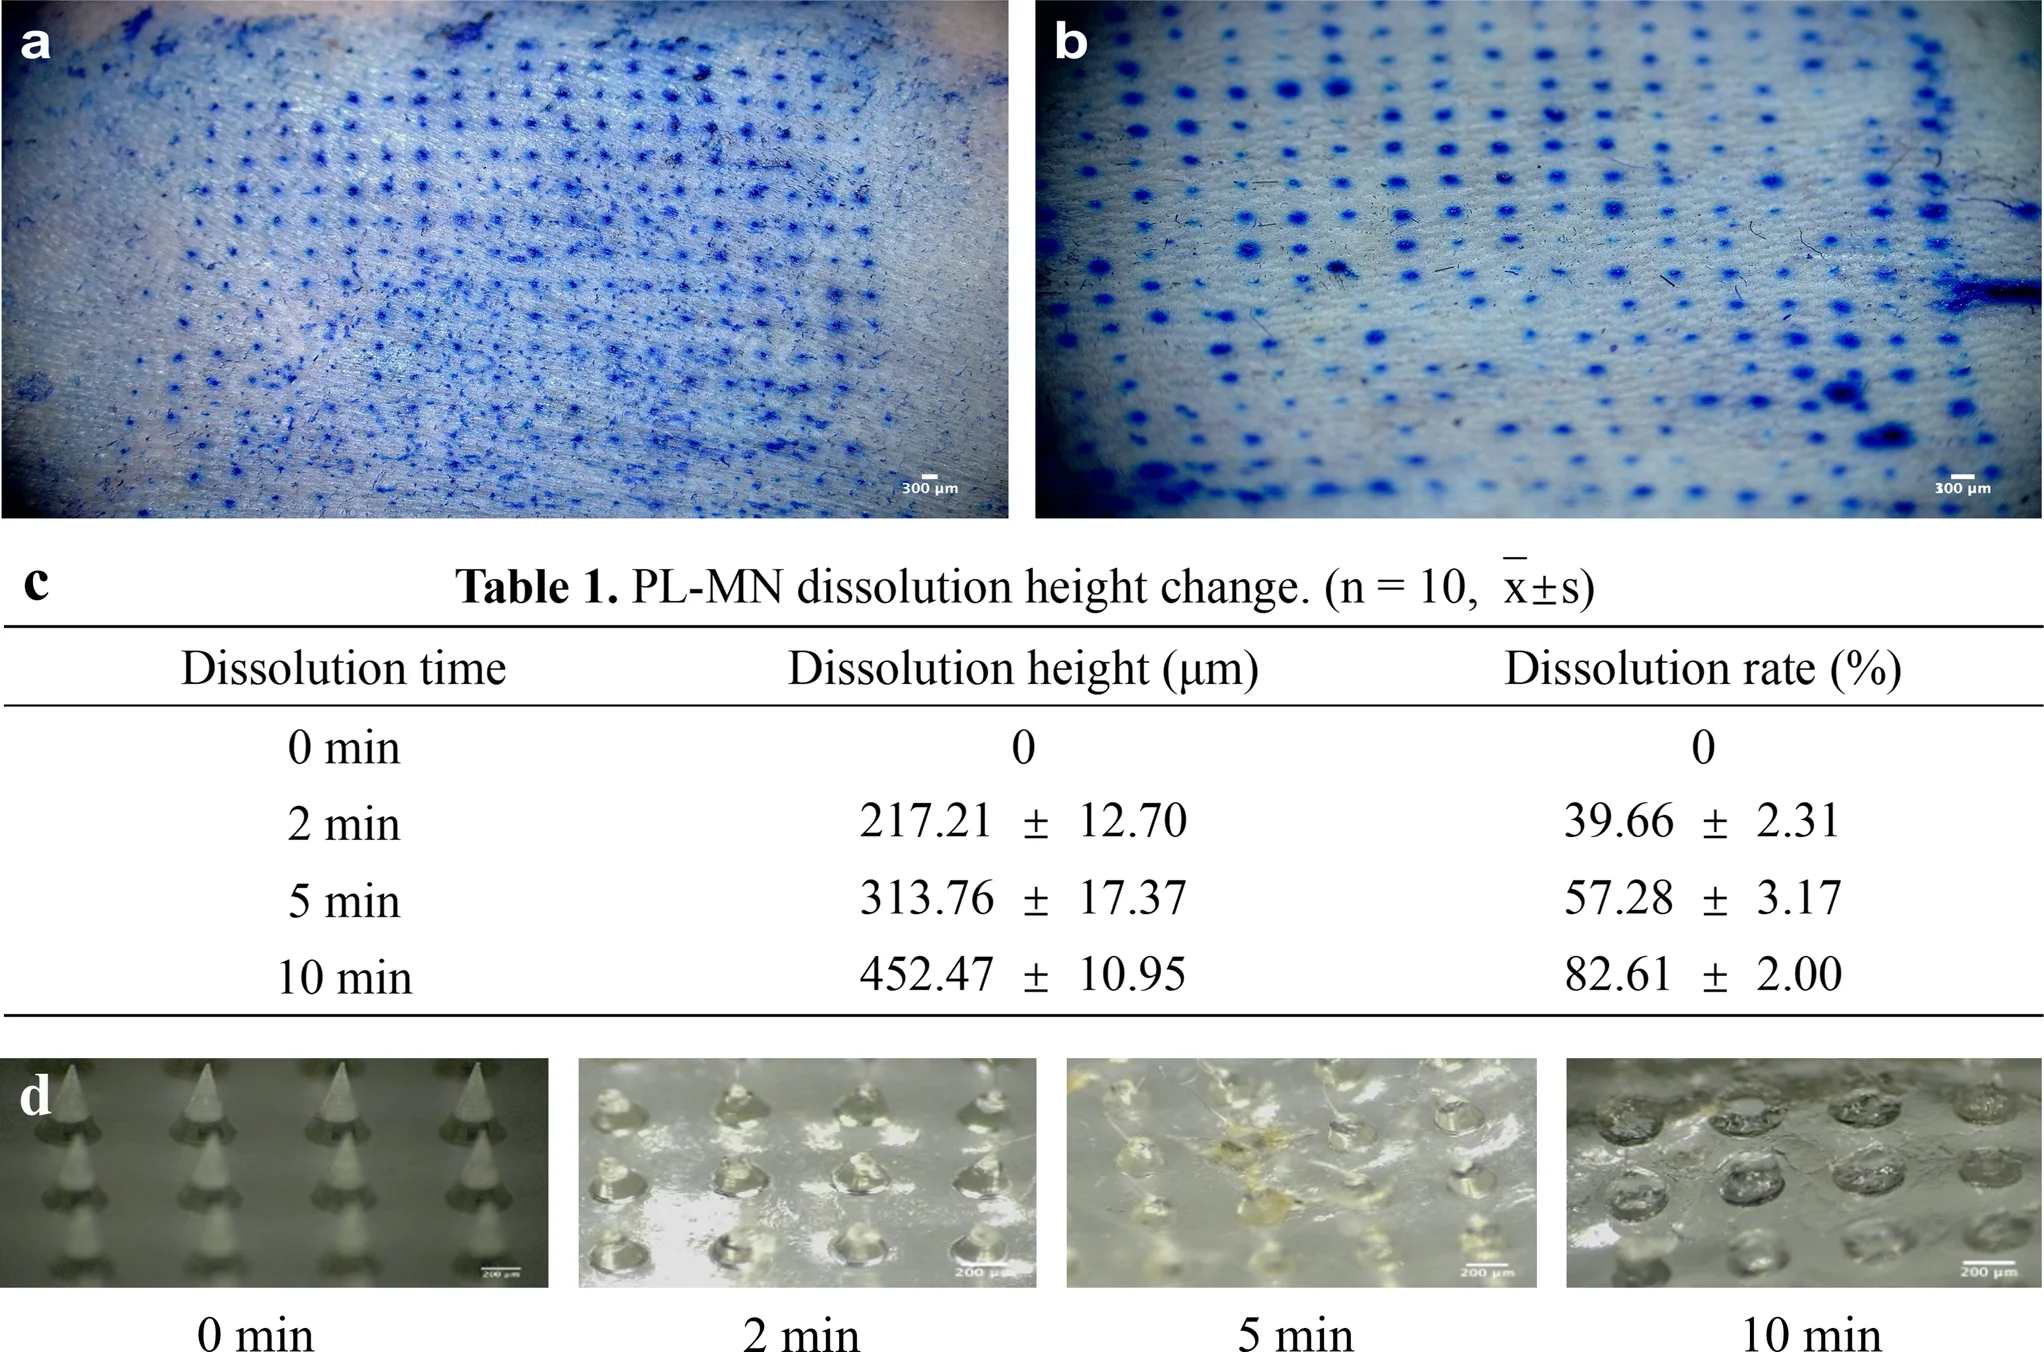 a
b
300 µm
300 µm
c
Table 1. PL-MN dissolution height change. (n = 10, x̄±s)
Dissolution time Dissolution height (µm) Dissolution rate (%)
0 min 0 0
2 min 217.21 ± 12.70 39.66 ± 2.31
5 min 313.76 ± 17.37 57.28 ± 3.17
10 min 452.47 ± 10.95 82.61 ± 2.00
d
200 µm
200 µm
200 µm
200 µm
0 min
2 min
5 min
10 min